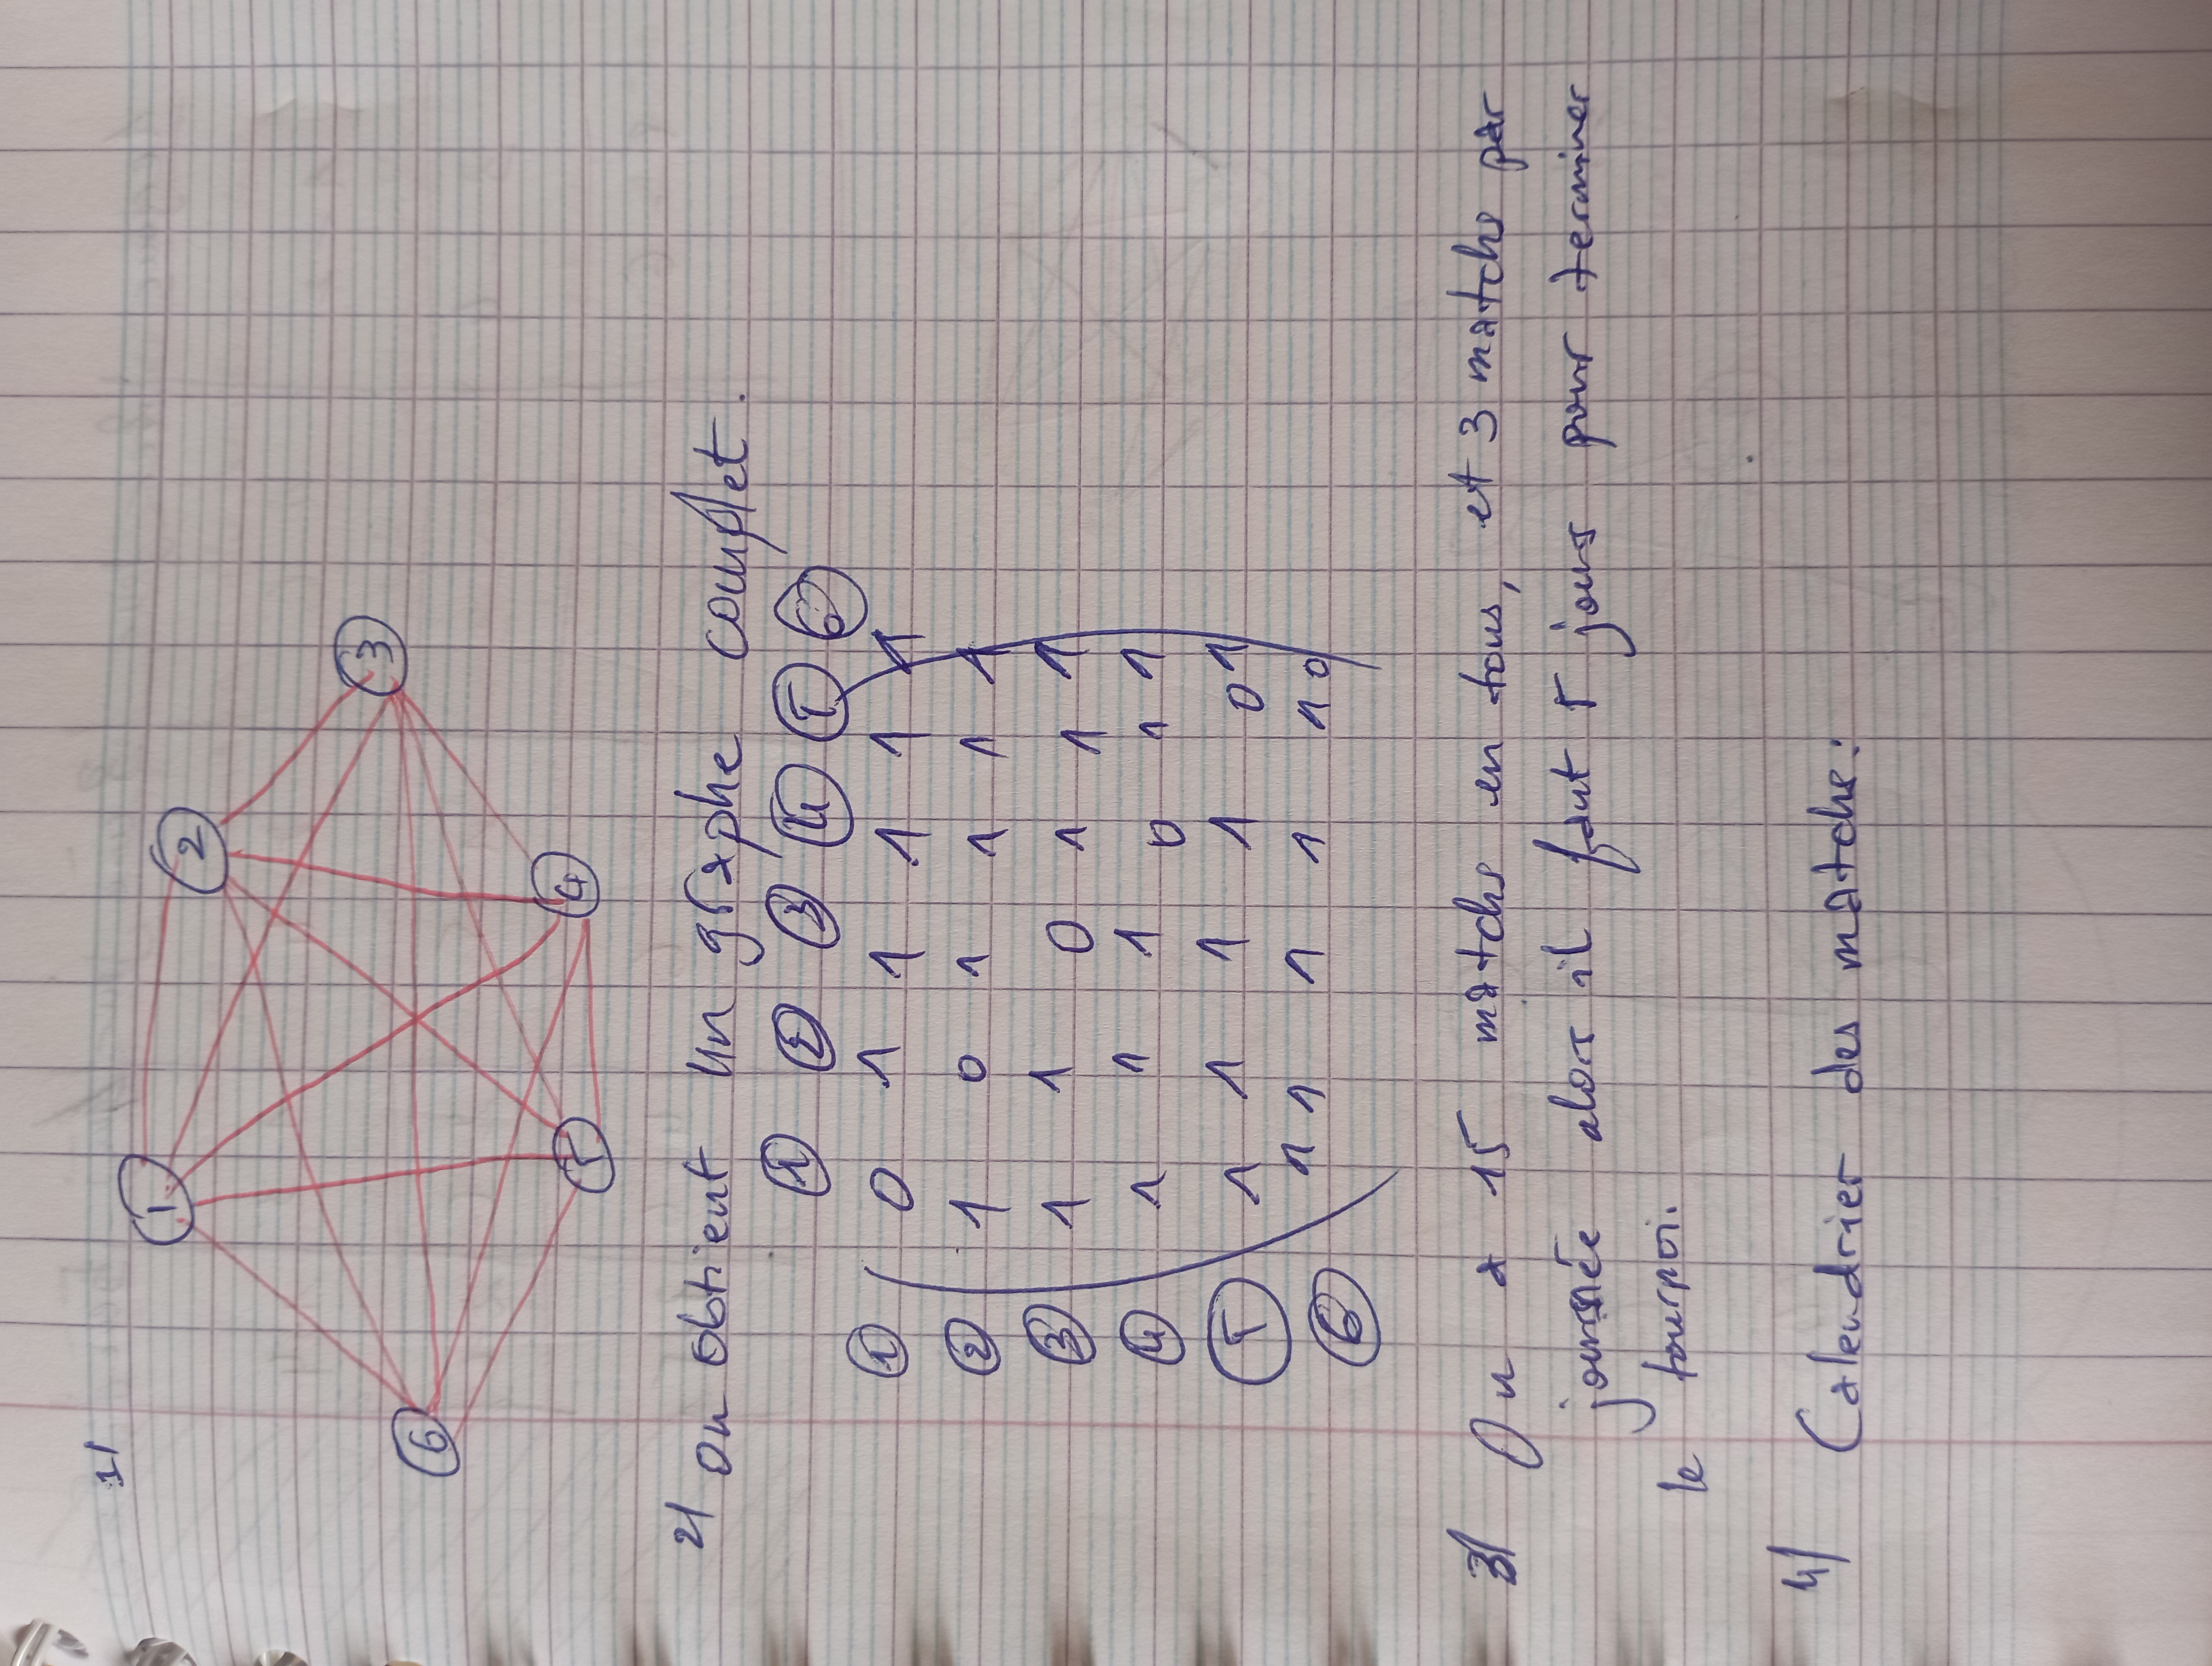 1/
1
2
3
6
5
4
2/ on obtient un graphe complet.
1 2 3 4 5 6
1 0 1 1 1 1 1
2 1 0 1 1 1 1
3 1 1 0 1 1 1
4 1 1 1 0 1 1
5 1 1 1 1 0 1
6 1 1 1 1 1 0
3/ On a 15 matchs en tous, et 3 matchs par
journée alors il faut 5 jours pour terminer
le tournoi.
4/
Calendrier des matchs: